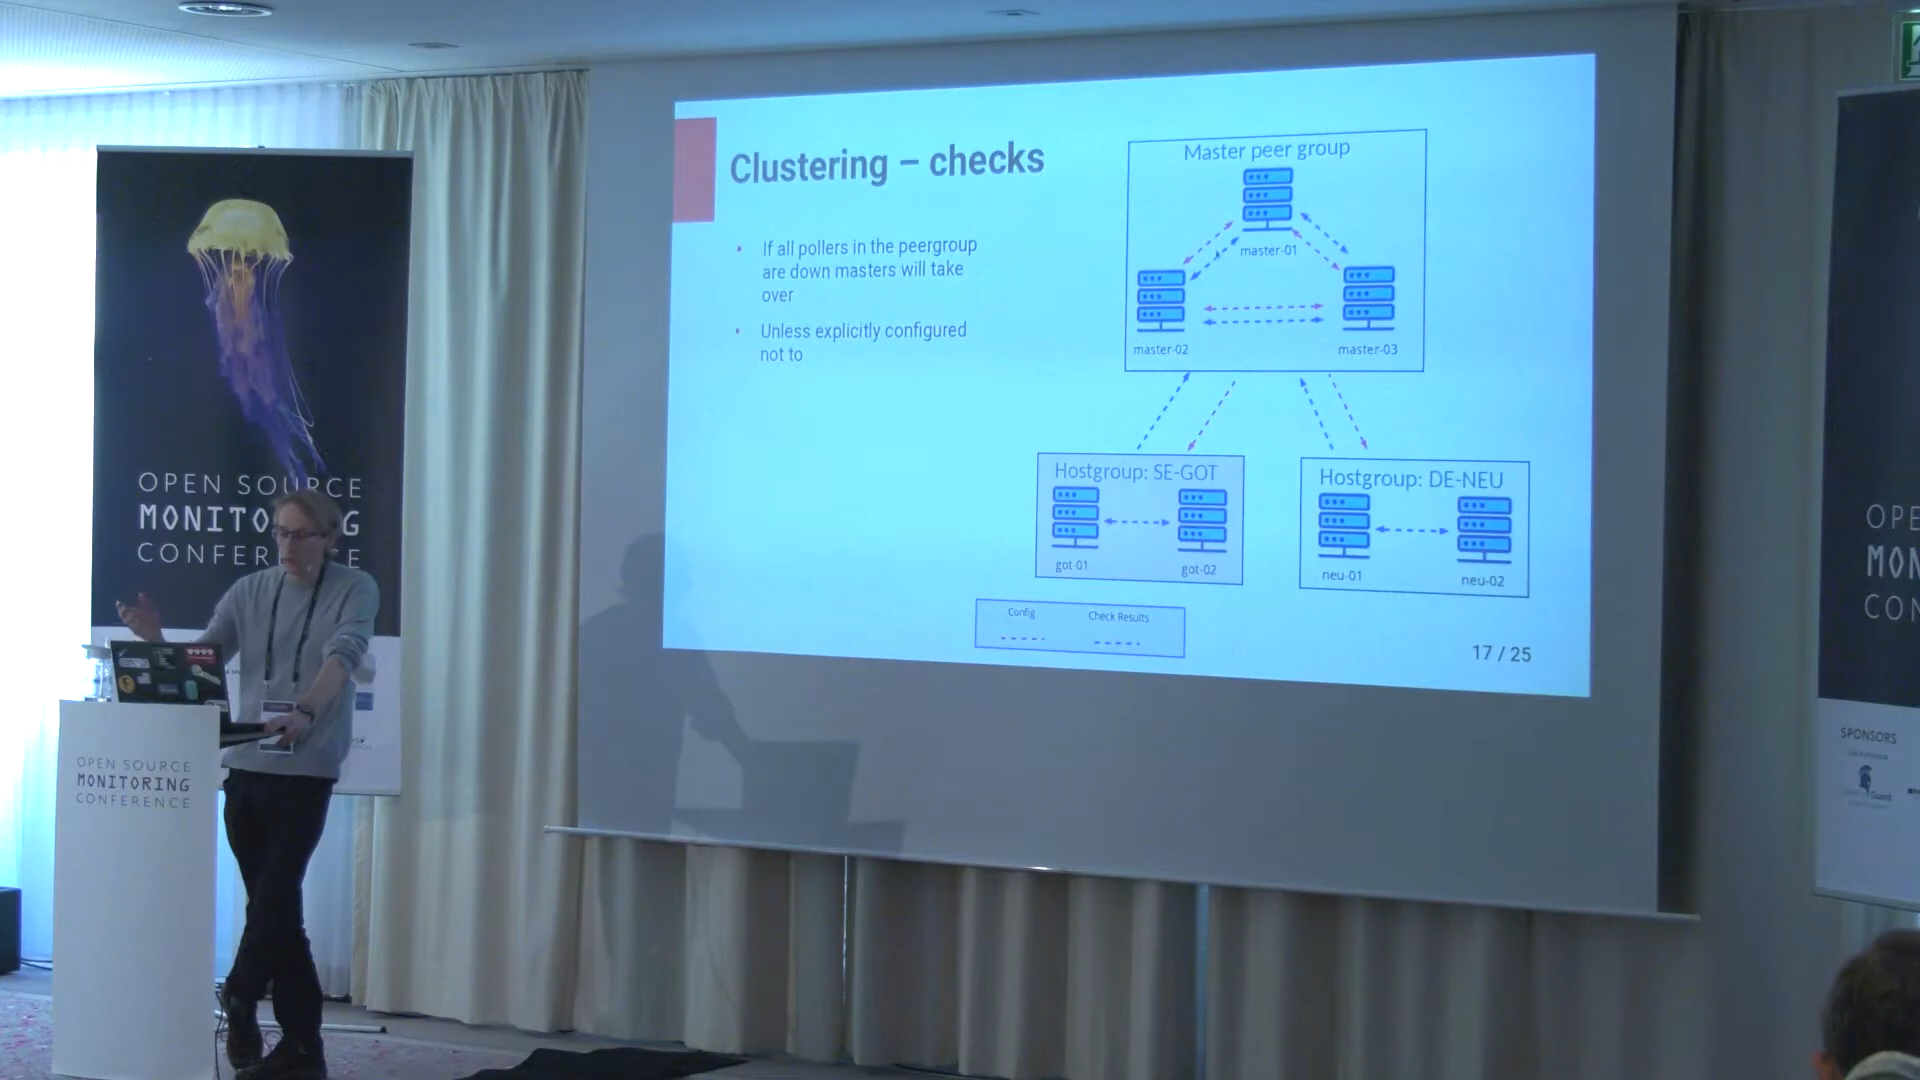 OPEN SOURCE
MONITO G
CONFER E
OPEN SOURCE
MONITORING
CONFERENCE
Clustering – checks
• If all pollers in the peergroup
are down masters will take
over
• Unless explicitly configured
not to
Master peer group
master-01
master-02
master-03
Hostgroup: SE-GOT
got-01
got-02
Hostgroup: DE-NEU
neu-01
neu-02
Config
Check Results
17 / 25
OPE
MON
CON
SPONSORS
Guard